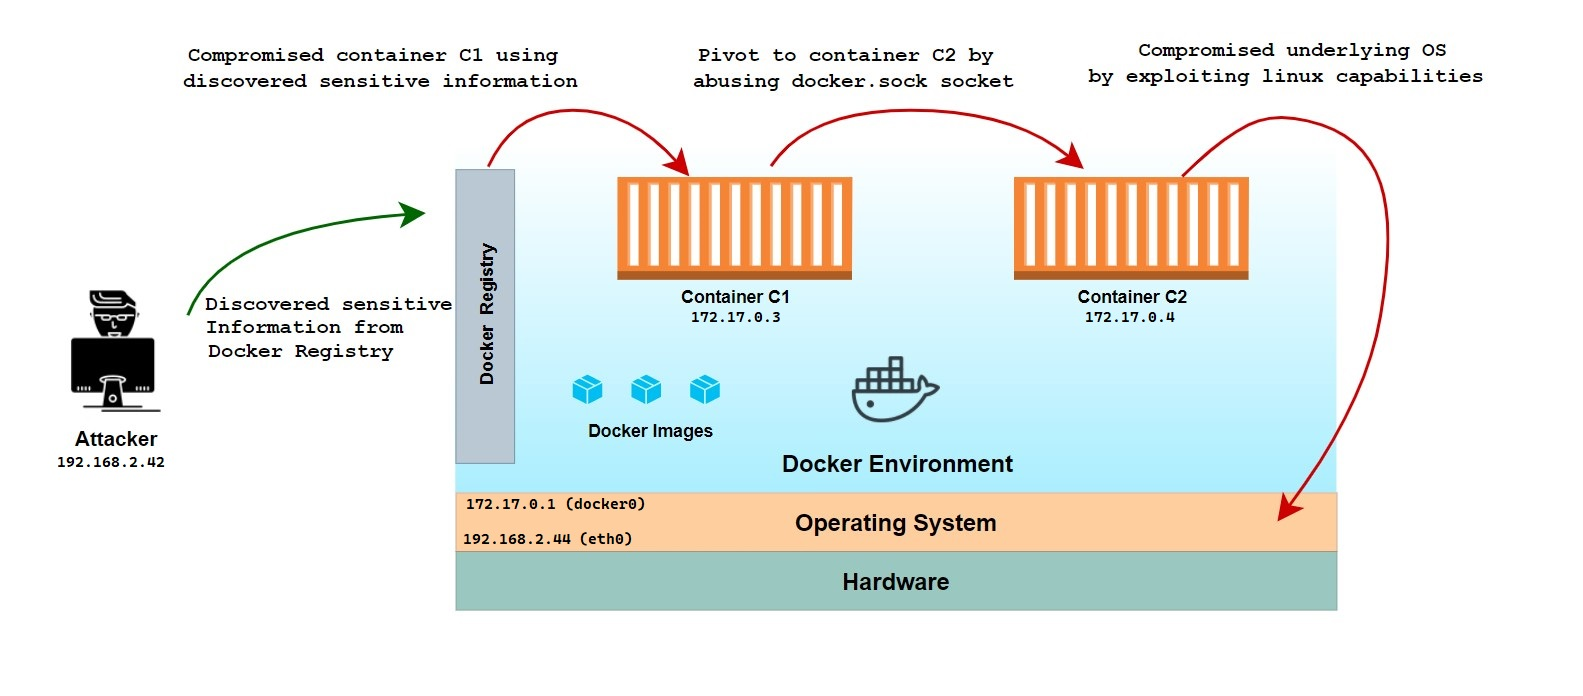 Compromised container C1 using
discovered sensitive information
Pivot to container C2 by
abusing docker.sock socket
Compromised underlying OS
by exploiting linux capabilities
Discovered sensitive
Information from
Docker Registry
Attacker
192.168.2.42
Docker Registry
Container C1
172.17.0.3
Container C2
172.17.0.4
Docker Images
Docker Environment
172.17.0.1 (docker0)
Operating System
192.168.2.44 (eth0)
Hardware